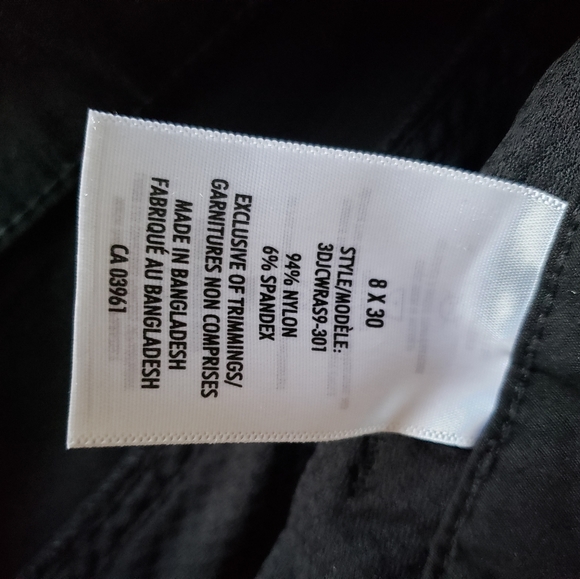 8 X 30
STYLE/MODÈLE:
3DJCWRAS9-301
94% NYLON
6% SPANDEX
EXCLUSIVE OF TRIMMINGS/
GARNITURES NON COMPRISES
MADE IN BANGLADESH
FABRIQUÉ AU BANGLADESH
CA 03961